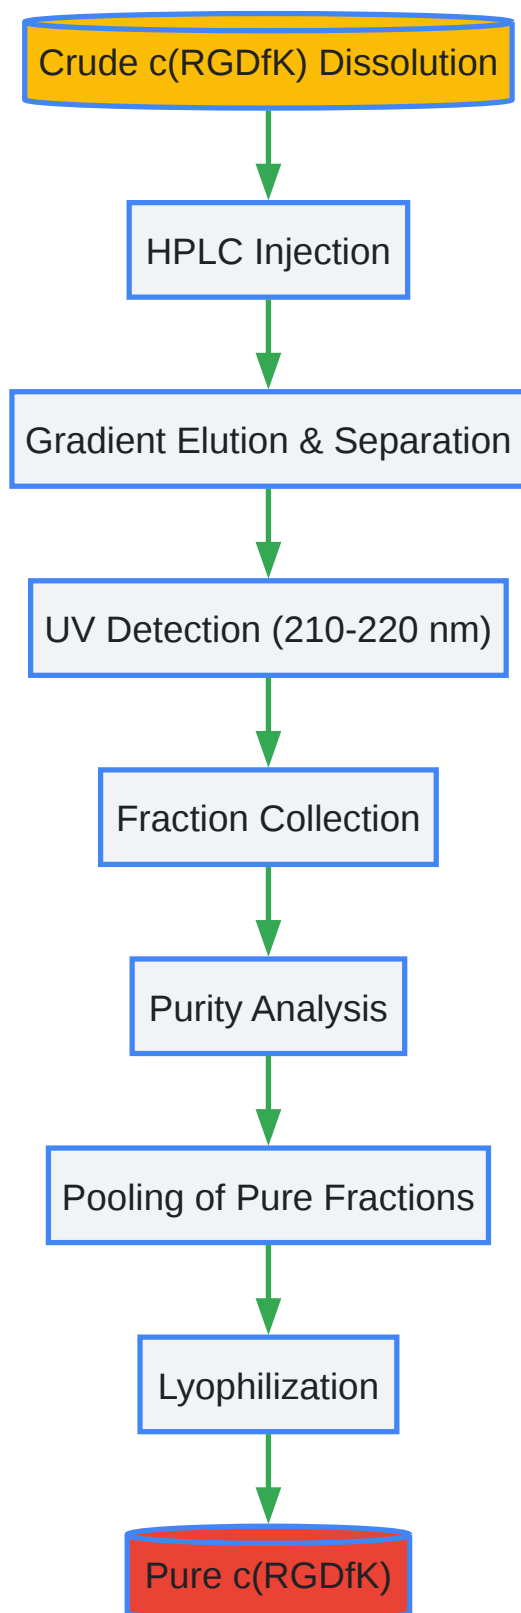 Crude c(RGDfK) Dissolution
HPLC Injection
Gradient Elution & Separation
UV Detection (210-220 nm)
Fraction Collection
Purity Analysis
Pooling of Pure Fractions
Lyophilization
Pure c(RGDfK)